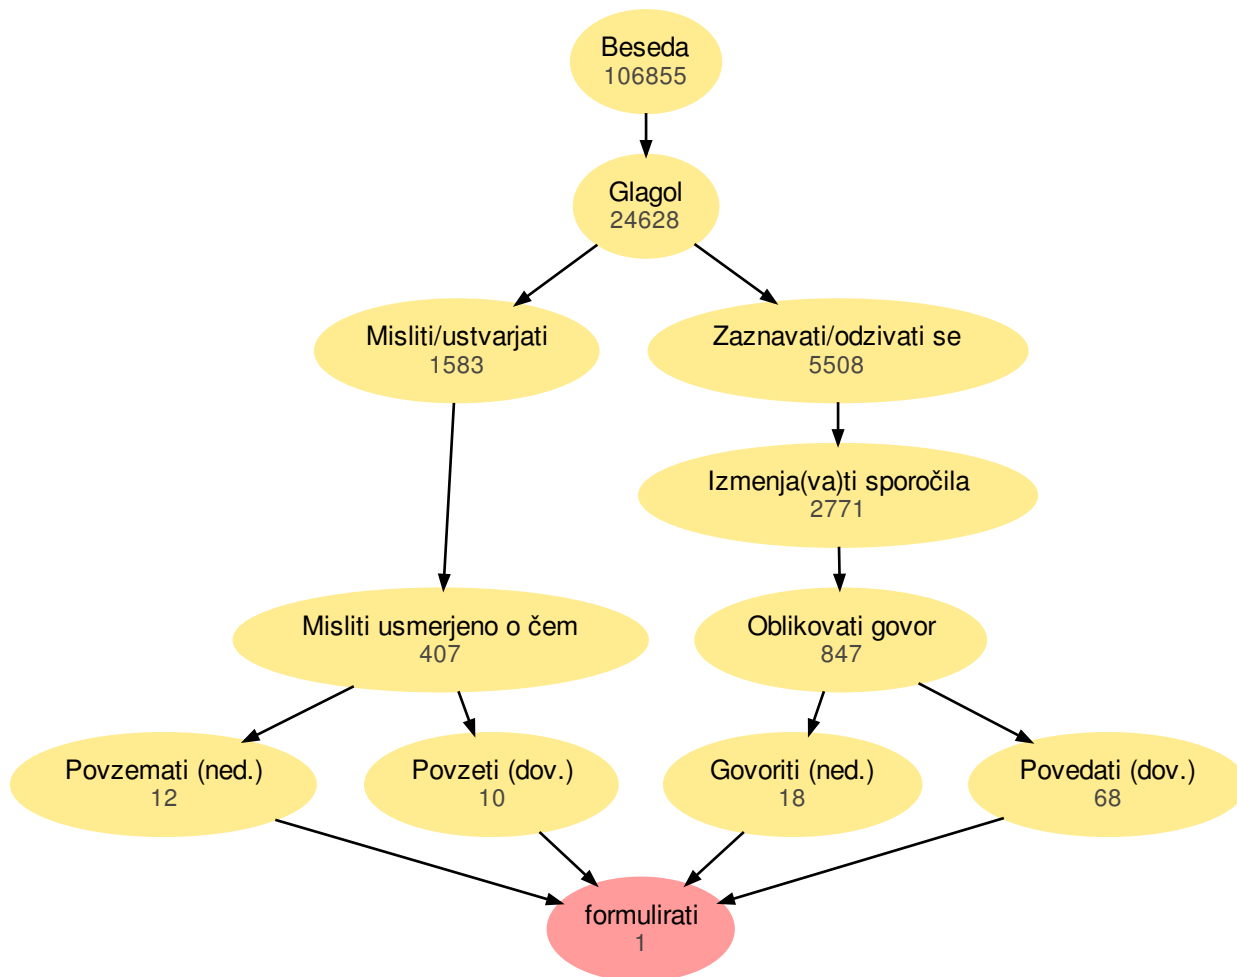 Beseda
106855
Glagol
24628
Misliti/ustvarjati
1583
Zaznavati/odzivati se
5508
Izmenja(va)ti sporočila
2771
Misliti usmerjeno o čem
407
Oblikovati govor
847
Povzemati (ned.)
12
Povzeti (dov.)
10
Govoriti (ned.)
18
Povedati (dov.)
68
formulirati
1